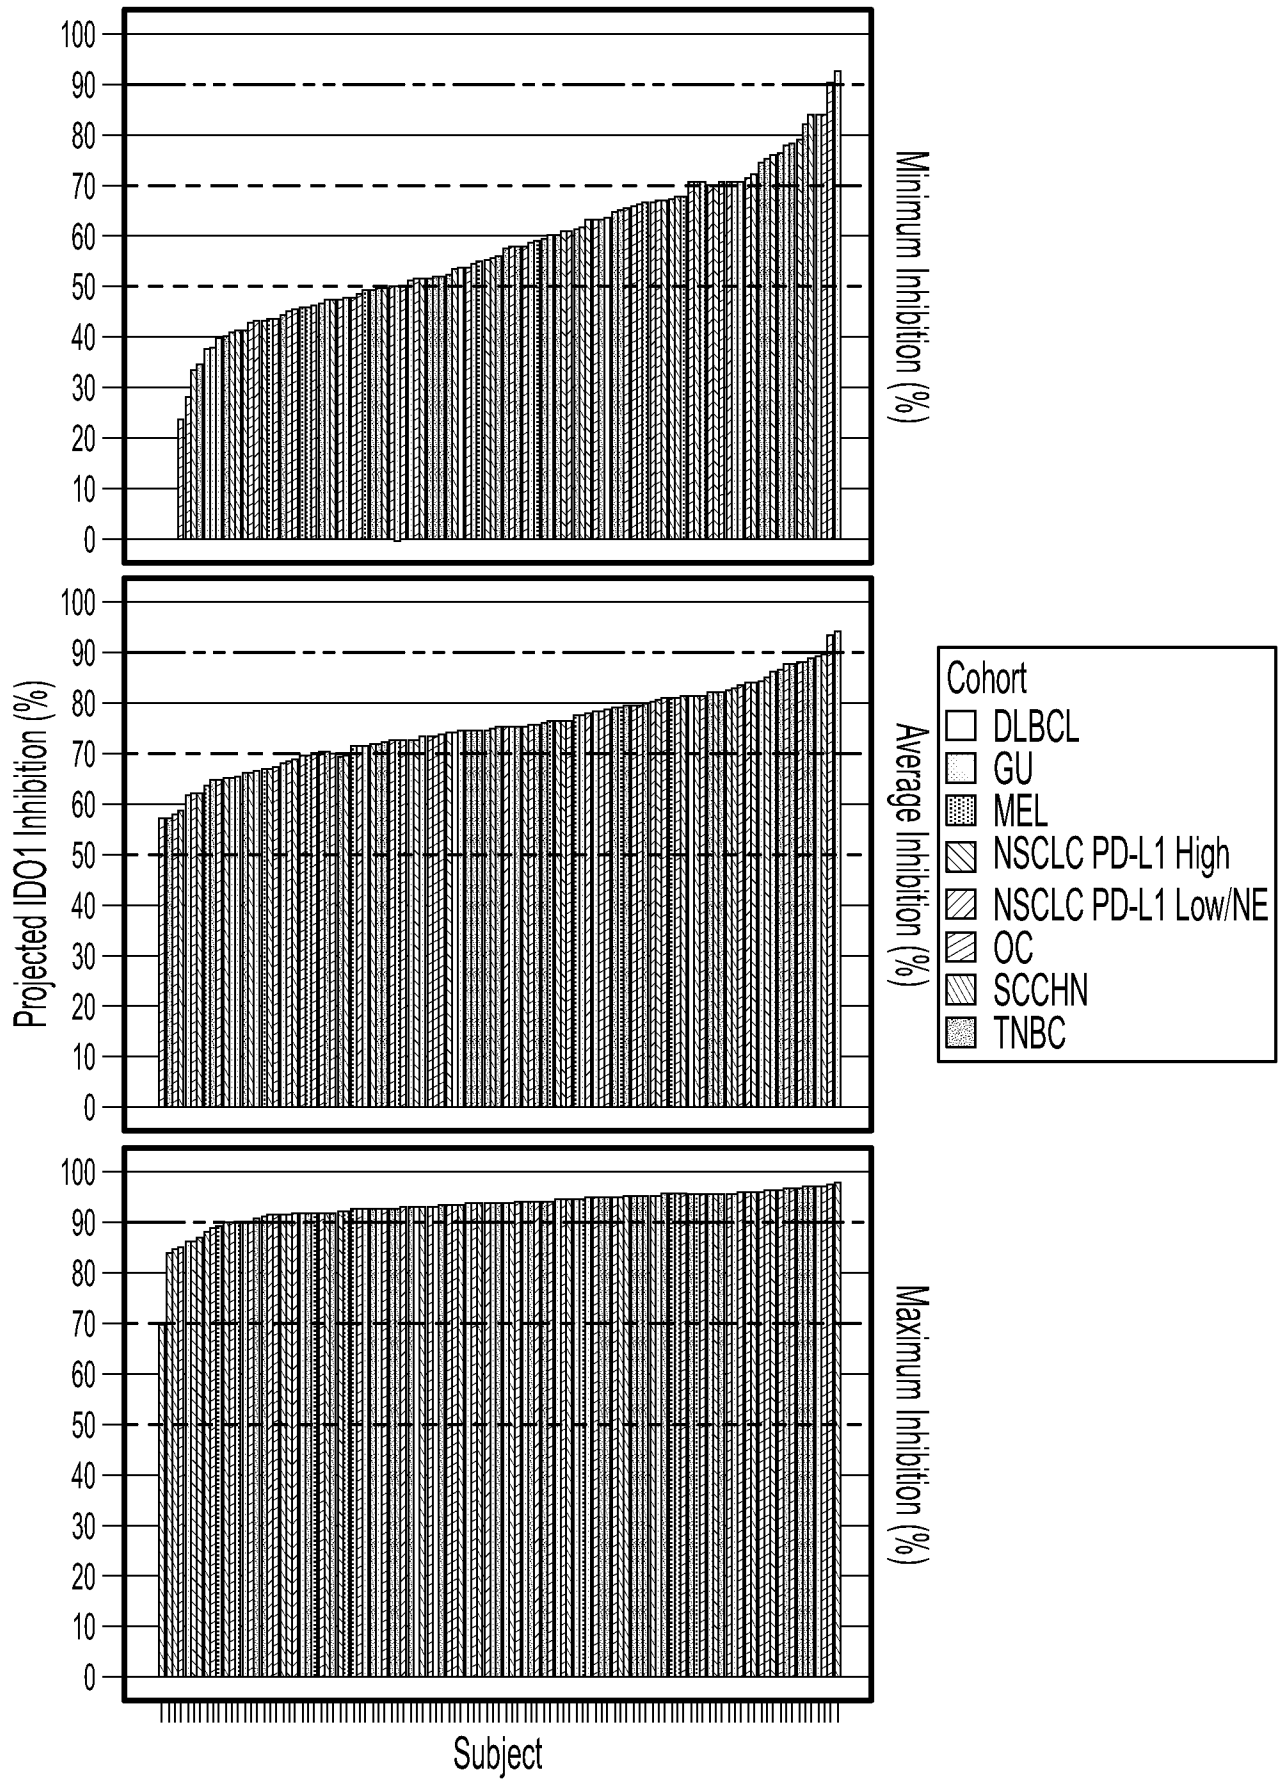 100
90
80
70
60
50
40
30
20
10
0
Minimum Inhibition (%)
100
90
80
70
60
50
40
30
20
10
0
Average Inhibition (%)
Projected IDO1 Inhibition (%)
Cohort
DLBCL
GU
MEL
NSCLC PD-L1 High
NSCLC PD-L1 Low/NE
OC
SCCHN
TNBC
100
90
80
70
60
50
40
30
20
10
0
Maximum Inhibition (%)
Subject